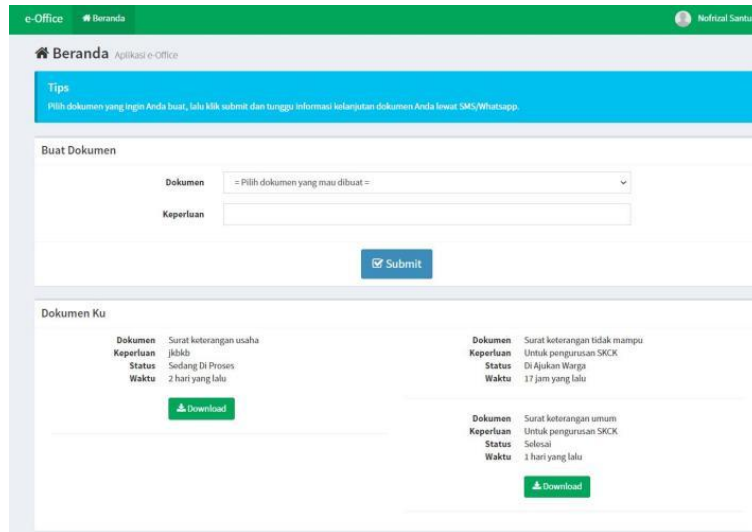 e-Office Beranda Nofrizal Santu
Beranda Aplikasi e-Office
Tips
Pilih dokumen yang ingin Anda buat, lalu klik submit dan tunggu informasi kelanjutan dokumen Anda lewat SMS/Whatsapp.
Buat Dokumen
Dokumen = Pilih dokumen yang mau dibuat =
Keperluan
Submit
Dokumen Ku
Dokumen Surat keterangan usaha
Keperluan jkbkb
Status Sedang Di Proses
Waktu 2 hari yang lalu
Download
Dokumen Surat keterangan tidak mampu
Keperluan Untuk pengurusan SKCK
Status Di Ajukan Warga
Waktu 17 jam yang lalu
Dokumen Surat keterangan umum
Keperluan Untuk pengurusan SKCK
Status Selesai
Waktu 1 hari yang lalu
Download